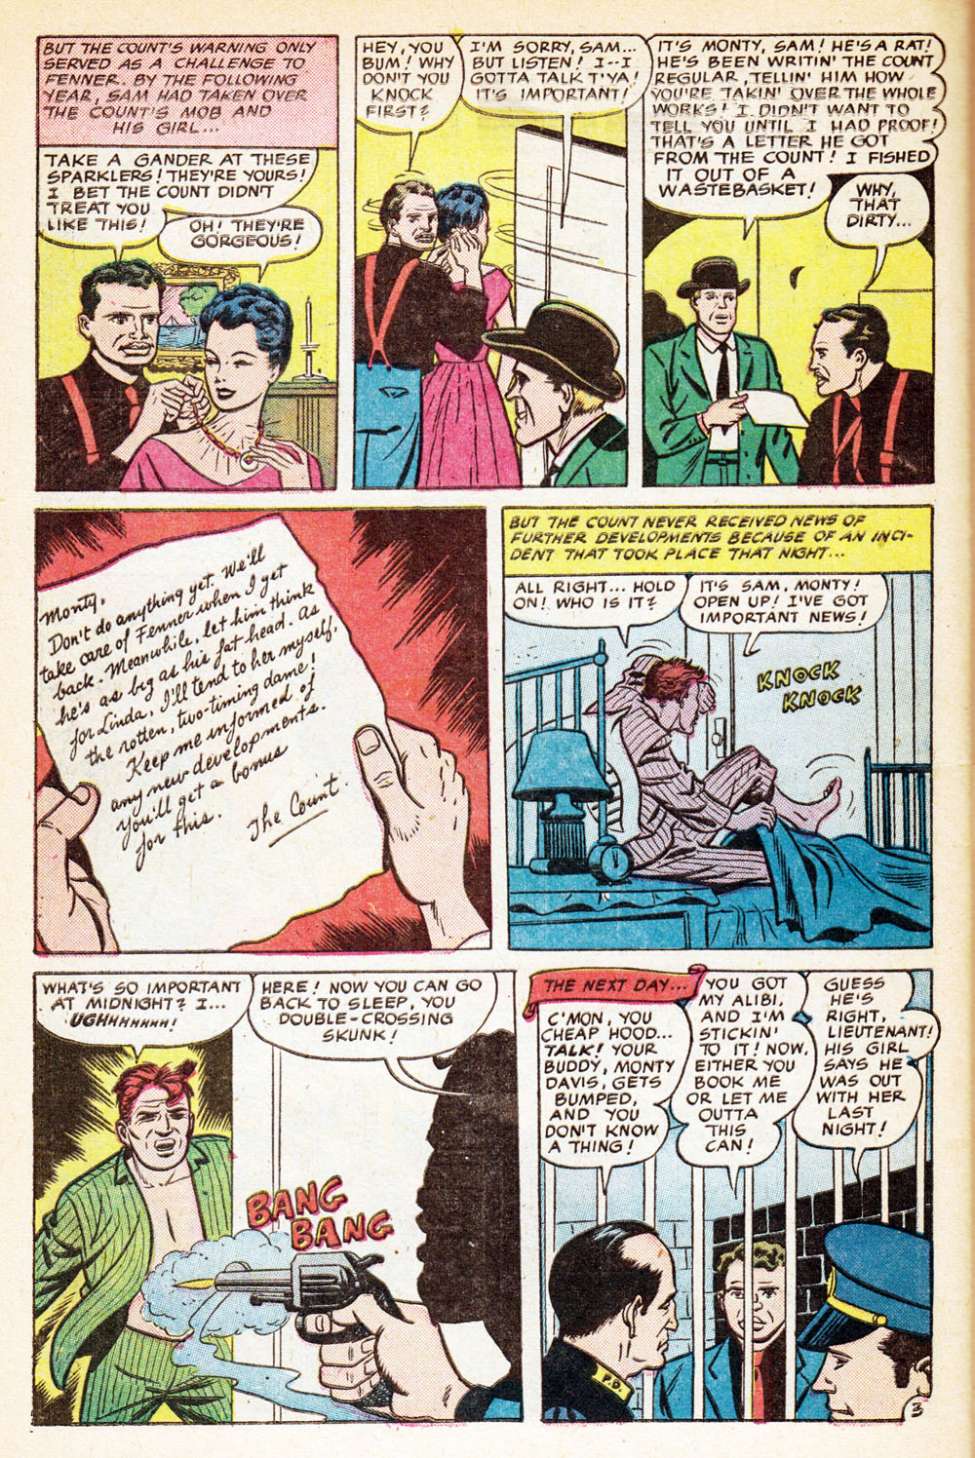 BUT THE COUNT'S WARNING ONLY
SERVED AS A CHALLENGE TO
FENNER. BY THE FOLLOWING
YEAR, SAM HAD TAKEN OVER
THE COUNT'S MOB AND
HIS GIRL...
TAKE A GANDER AT THESE
SPARKLERS! THEY'RE YOURS!
I BET THE COUNT DIDN'T
TREAT YOU
LIKE THIS!
OH! THEY'RE
GORGEOUS!
HEY, YOU
BUM! WHY
DON'T YOU
KNOCK
FIRST?
I'M SORRY, SAM...
BUT LISTEN! I--I
GOTTA TALK T'YA!
IT'S IMPORTANT!
IT'S MONTY, SAM! HE'S A RAT!
HE'S BEEN WRITIN' THE COUNT
REGULAR, TELLIN' HIM HOW
YOU'RE TAKIN' OVER THE WHOLE
WORKS! I DIDN'T WANT TO
TELL YOU UNTIL I HAD PROOF!
THAT'S A LETTER HE GOT
FROM THE COUNT! I FISHED
IT OUT OF A
WASTEBASKET!
WHY,
THAT
DIRTY...
Monty,
Don't do anything yet. We'll
take care of Fenner when I get
back. Meanwhile, let him think
he's as big as his fat head. As
for Linda, I'll tend to her myself,
the rotten, two-timing dame!
Keep me informed of
any new developments.
You'll get a bonus
for this.
The Count.
BUT THE COUNT NEVER RECEIVED NEWS OF
FURTHER DEVELOPMENTS BECAUSE OF AN INCI-
DENT THAT TOOK PLACE THAT NIGHT...
ALL RIGHT... HOLD
ON! WHO IS IT?
IT'S SAM, MONTY!
OPEN UP! I'VE GOT
IMPORTANT NEWS!
KNOCK
KNOCK
WHAT'S SO IMPORTANT
AT MIDNIGHT? I...
UGHHHHHHH!
HERE! NOW YOU CAN GO
BACK TO SLEEP, YOU
DOUBLE-CROSSING
SKUNK!
BANG
BANG
THE NEXT DAY...
C'MON, YOU
CHEAP HOOD...
TALK! YOUR
BUDDY, MONTY
DAVIS, GETS
BUMPED,
AND YOU
DON'T KNOW
A THING!
YOU GOT
MY ALIBI,
AND I'M
STICKIN'
TO IT! NOW,
EITHER YOU
BOOK ME
OR LET ME
OUTTA
THIS
CAN!
GUESS
HE'S
RIGHT,
LIEUTENANT!
HIS GIRL
SAYS HE
WAS OUT
WITH HER
LAST
NIGHT!
P.D.
3